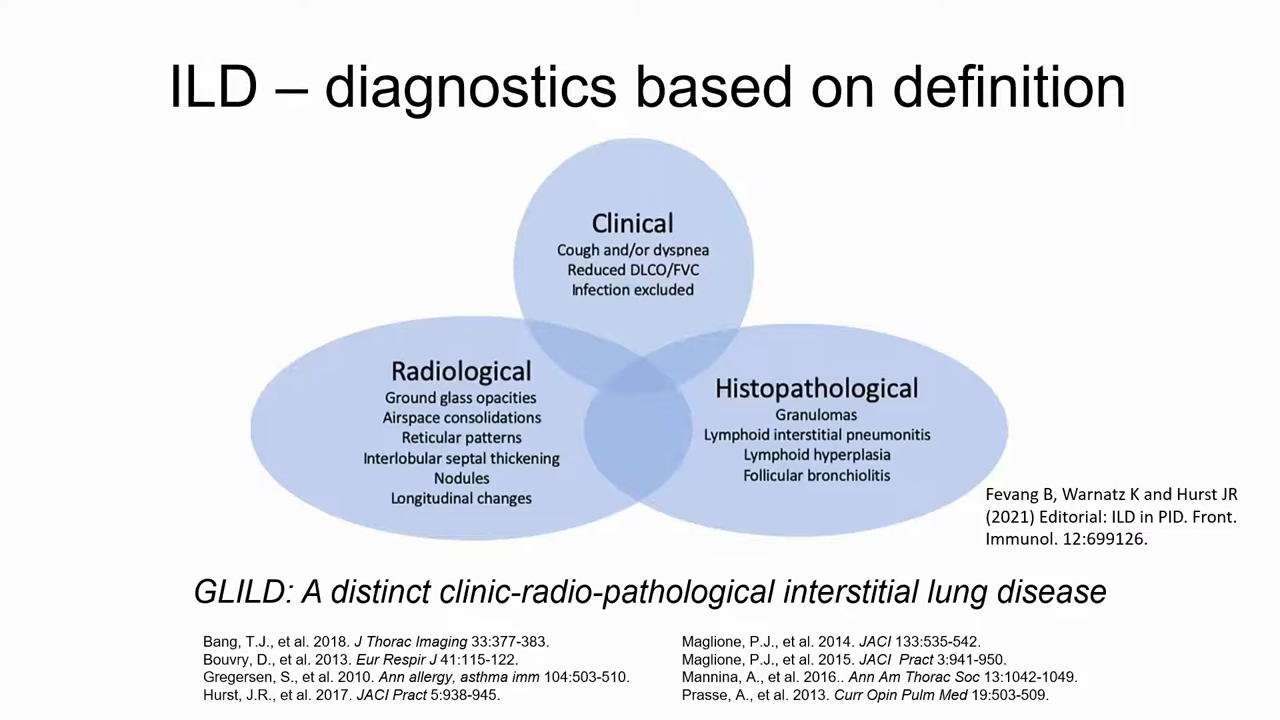 ILD – diagnostics based on definition
Clinical
Cough and/or dyspnea
Reduced DLCO/FVC
Infection excluded
Radiological
Ground glass opacities
Airspace consolidations
Reticular patterns
Interlobular septal thickening
Nodules
Longitudinal changes
Histopathological
Granulomas
Lymphoid interstitial pneumonitis
Lymphoid hyperplasia
Follicular bronchiolitis
Fevang B, Warnatz K and Hurst JR
(2021) Editorial: ILD in PID. Front.
Immunol. 12:699126.
GLILD: A distinct clinic-radio-pathological interstitial lung disease
Bang, T.J., et al. 2018. J Thorac Imaging 33:377-383.
Bouvry, D., et al. 2013. Eur Respir J 41:115-122.
Gregersen, S., et al. 2010. Ann allergy, asthma imm 104:503-510.
Hurst, J.R., et al. 2017. JACI Pract 5:938-945.
Maglione, P.J., et al. 2014. JACI 133:535-542.
Maglione, P.J., et al. 2015. JACI Pract 3:941-950.
Mannina, A., et al. 2016.. Ann Am Thorac Soc 13:1042-1049.
Prasse, A., et al. 2013. Curr Opin Pulm Med 19:503-509.